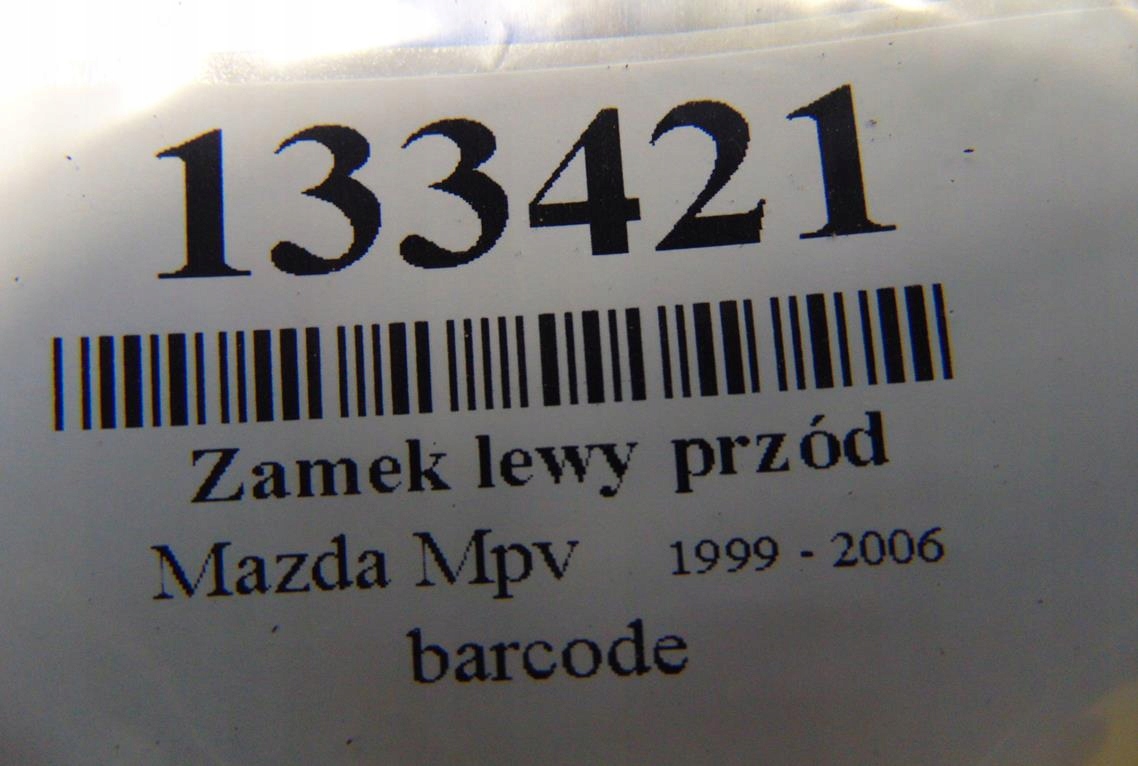 133421
Zamek lewy przód
Mazda Mpv 1999 - 2006
barcode